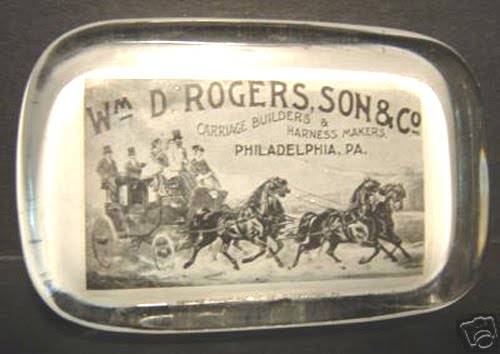 Wm D ROGERS, SON & Co
CARRIAGE BUILDERS &
HARNESS MAKERS,
PHILADELPHIA, PA.